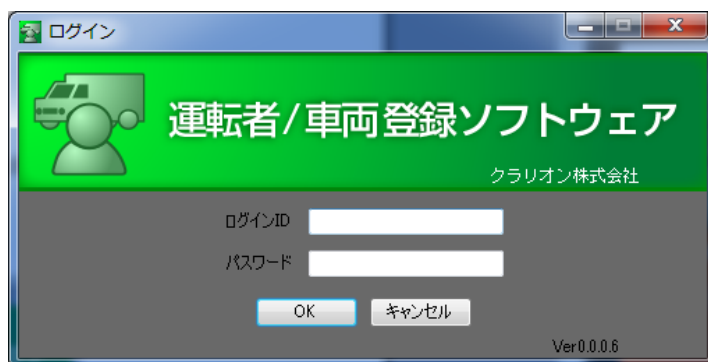 ログイン
運転者/車両登録ソフトウェア
クラリオン株式会社
ログインID
パスワード
OK キャンセル
Ver0.0.0.6